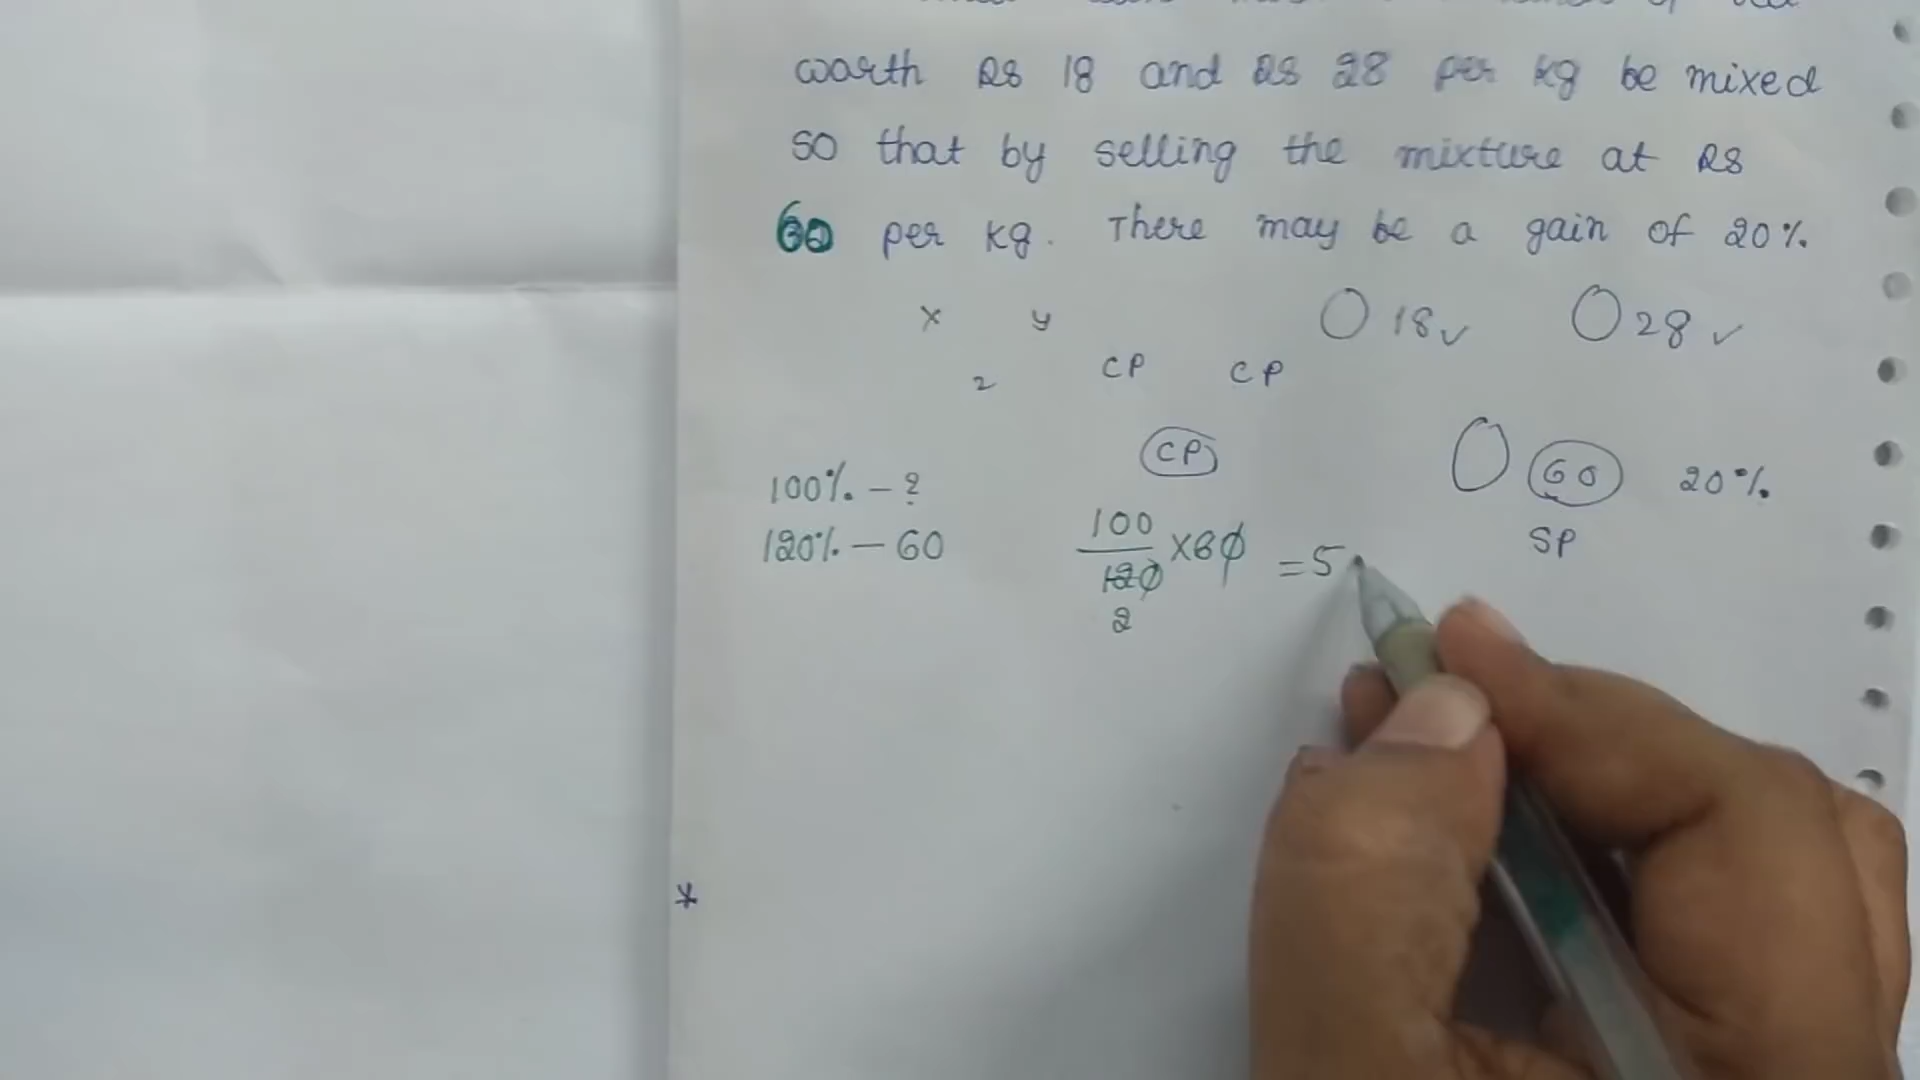 worth RS 18 and RS 28 per kg be mixed
so that by selling the mixture at RS
60 per kg. There may be a gain of 20%.
x y 18✓ 28✓
z CP CP
CP
100% - ? 60 20%
120% - 60 100/120 x 60 = 5 SP
2
*